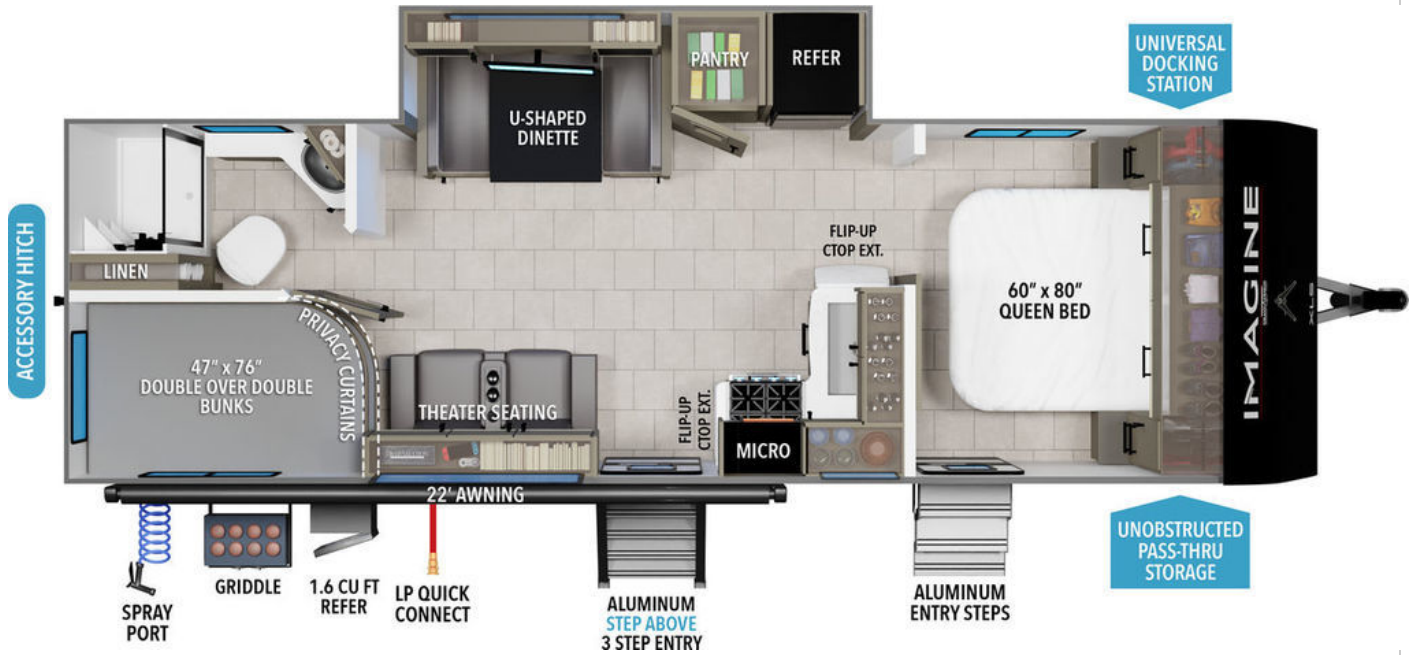 UNIVERSAL
DOCKING
STATION
PANTRY
REFER
U-SHAPED
DINETTE
ACCESSORY HITCH
LINEN
FLIP-UP
CTOP EXT.
60" x 80"
QUEEN BED
IMAGINE
XLS
PRIVACY CURTAINS
47" x 76"
DOUBLE OVER DOUBLE
BUNKS
THEATER SEATING
FLIP-UP
CTOP EXT.
MICRO
22' AWNING
UNOBSTRUCTED
PASS-THRU
STORAGE
SPRAY
PORT
GRIDDLE
1.6 CU FT
REFER
LP QUICK
CONNECT
ALUMINUM
STEP ABOVE
3 STEP ENTRY
ALUMINUM
ENTRY STEPS